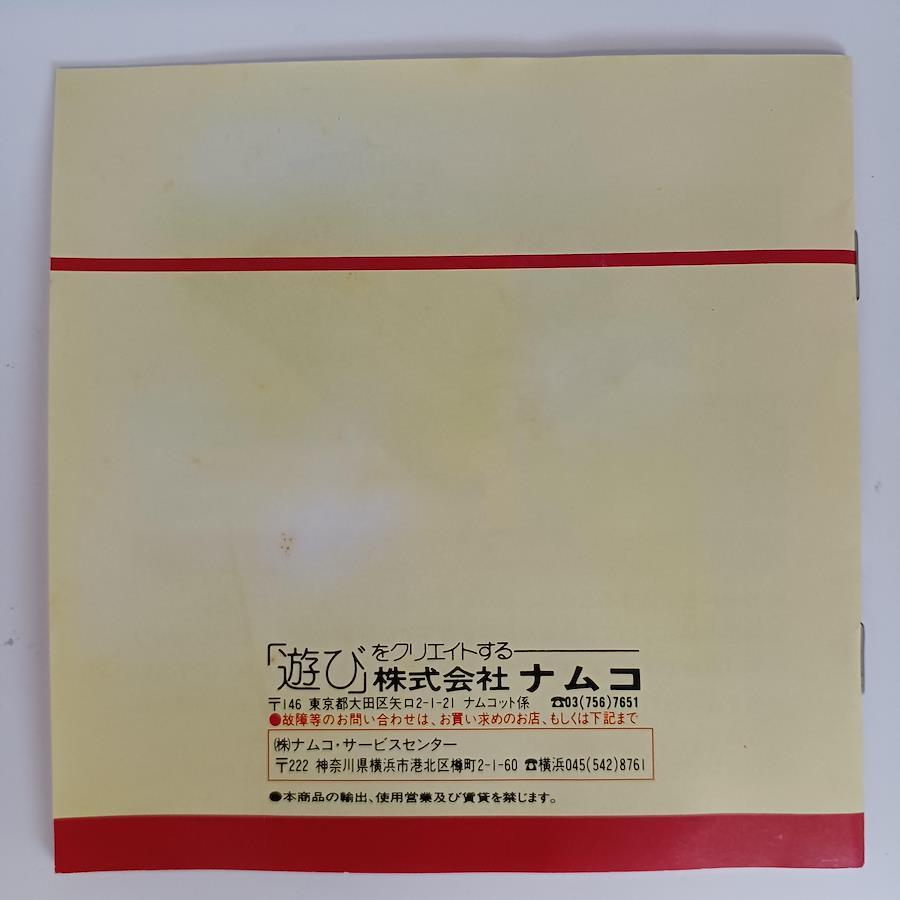 「遊び」をクリエイトする
株式会社 ナムコ
〒146 東京都大田区矢口2-1-21 ナムコット係 ☎03(756)7651
●故障等のお問い合わせは、お買い求めのお店、もしくは下記まで
㈱ナムコ・サービスセンター
〒222 神奈川県横浜市港北区樽町2-1-60 ☎横浜045(542)8761
●本商品の輸出、使用営業及び賃貸を禁じます。